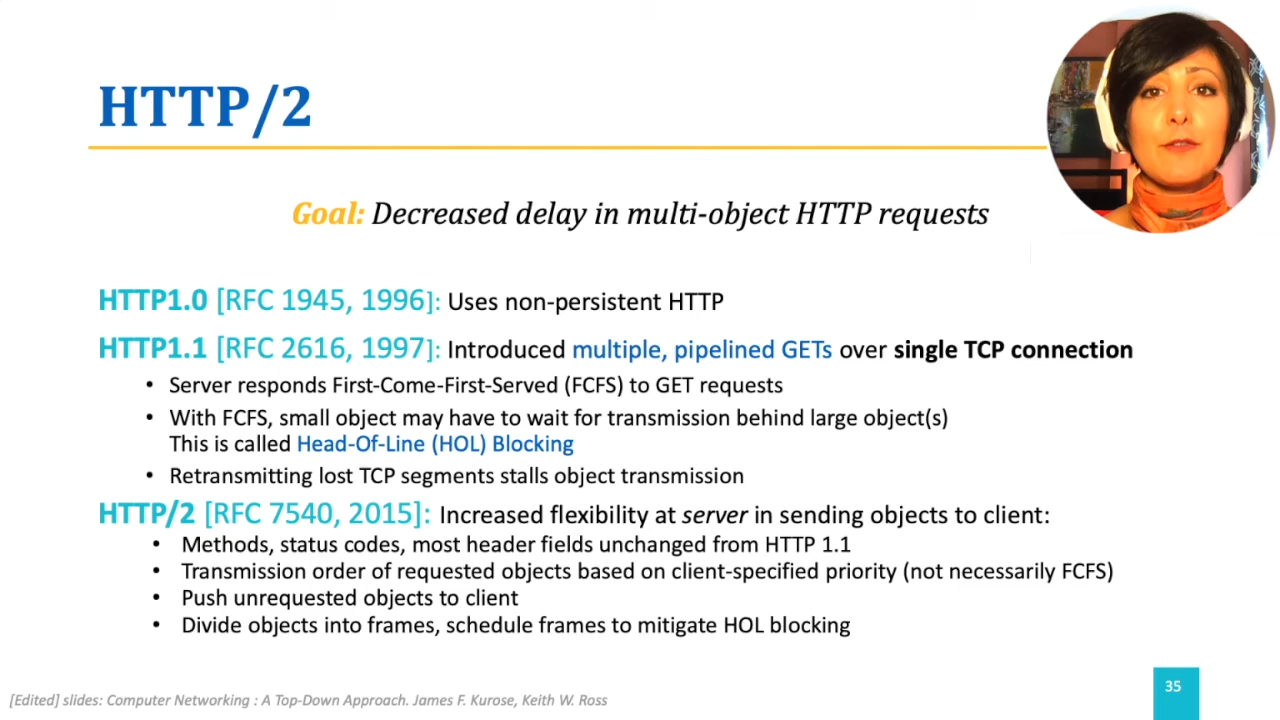 HTTP/2
Goal: Decreased delay in multi-object HTTP requests
HTTP1.0 [RFC 1945, 1996]: Uses non-persistent HTTP
HTTP1.1 [RFC 2616, 1997]: Introduced multiple, pipelined GETs over single TCP connection
• Server responds First-Come-First-Served (FCFS) to GET requests
• With FCFS, small object may have to wait for transmission behind large object(s)
This is called Head-Of-Line (HOL) Blocking
• Retransmitting lost TCP segments stalls object transmission
HTTP/2 [RFC 7540, 2015]: Increased flexibility at server in sending objects to client:
• Methods, status codes, most header fields unchanged from HTTP 1.1
• Transmission order of requested objects based on client-specified priority (not necessarily FCFS)
• Push unrequested objects to client
• Divide objects into frames, schedule frames to mitigate HOL blocking
[Edited] slides: Computer Networking : A Top-Down Approach. James F. Kurose, Keith W. Ross
35